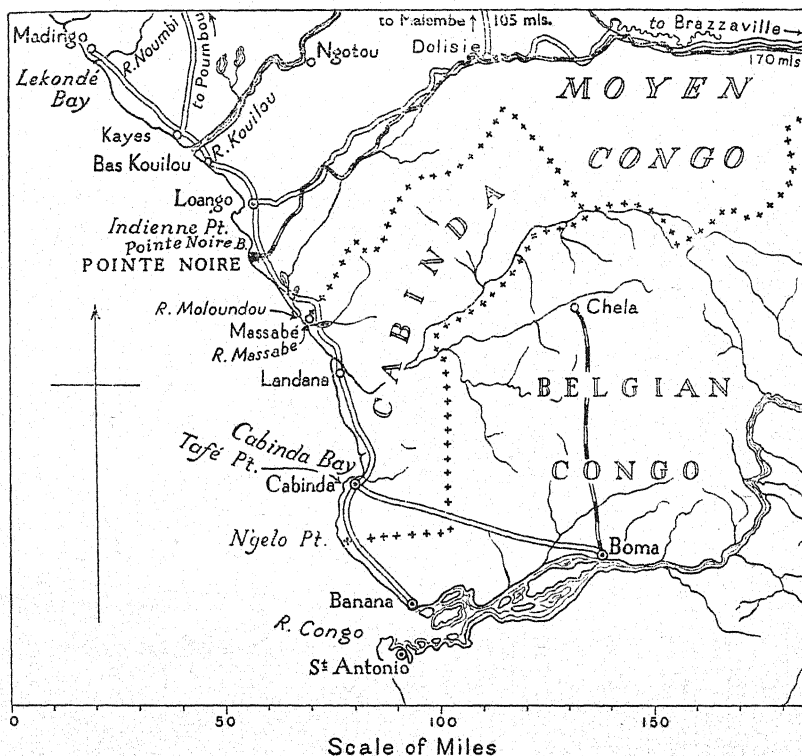 to Malembe 105 mls.
to Brazzaville
Madingo
R. Noumbi
to Poumbou
Ngotou
Dolisie
170 mls.
Lekondé
Bay
MOYEN
CONGO
Kayes
R. Kouilou
Bas Kouilou
Loango
Indienne Pt.
Pointe Noire B.
POINTE NOIRE
CABINDA
R. Moloundou
Massabé
R. Massabe
Chela
Landana
BELGIAN
CONGO
Cabinda Bay
Tafé Pt.
Cabinda
N'yelo Pt.
Boma
Banana
R. Congo
St Antonio
0 50 100 150
Scale of Miles